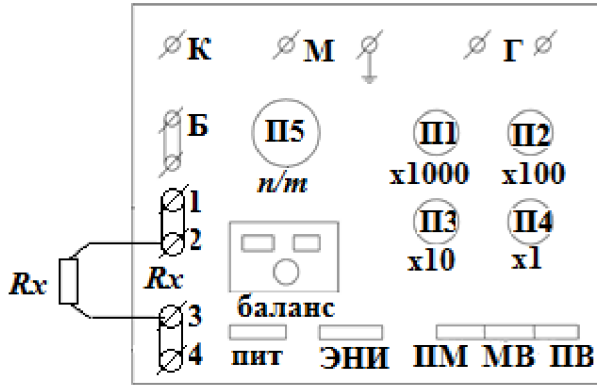 К М Г
Б П5 П1 П2
n/m x1000 x100
1
2 П3 П4
Rx Rx x10 x1
3 баланс
4 пит ЭНИ ПМ МВ ПВ